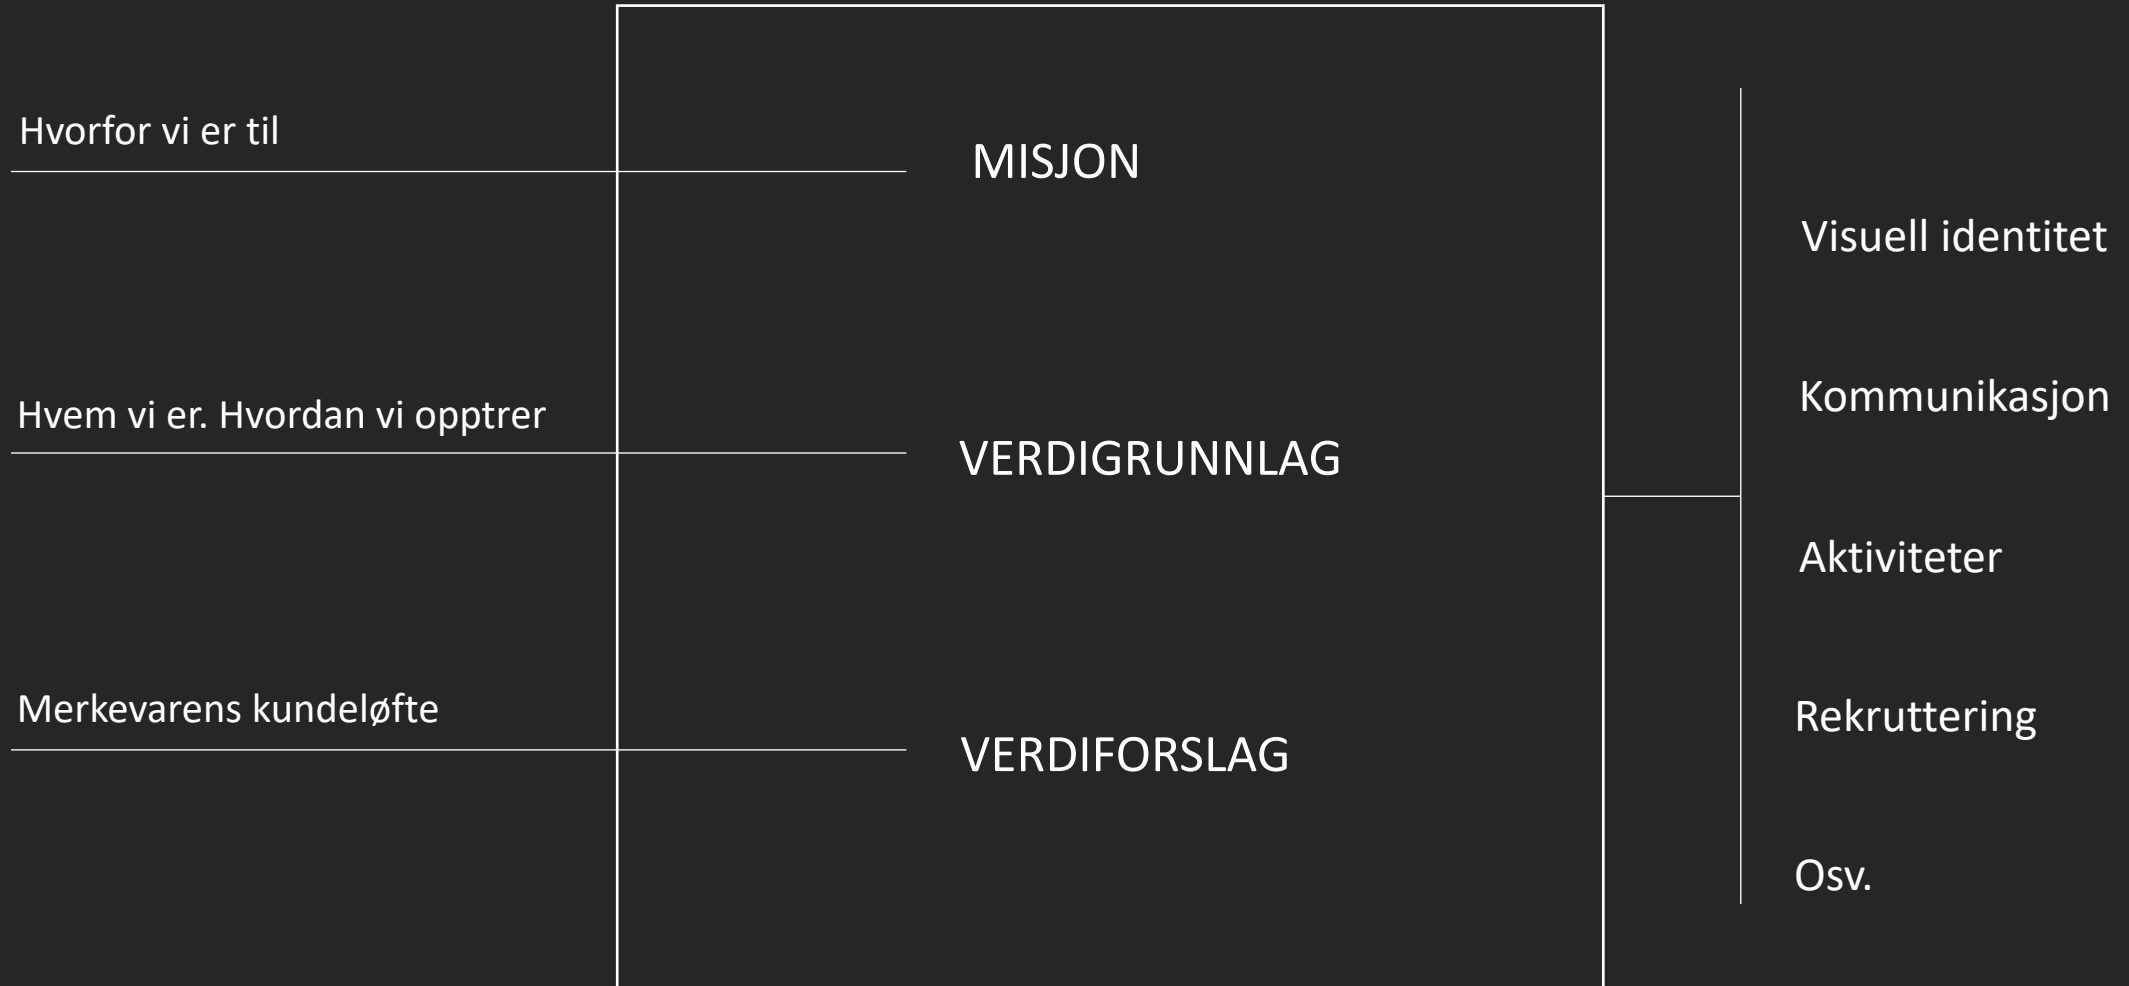 Hvorfor vi er til
MISJON
Hvem vi er. Hvordan vi opptrer
VERDIGRUNNLAG
Merkevarens kundeløfte
VERDIFORSLAG
Visuell identitet
Kommunikasjon
Aktiviteter
Rekruttering
Osv.